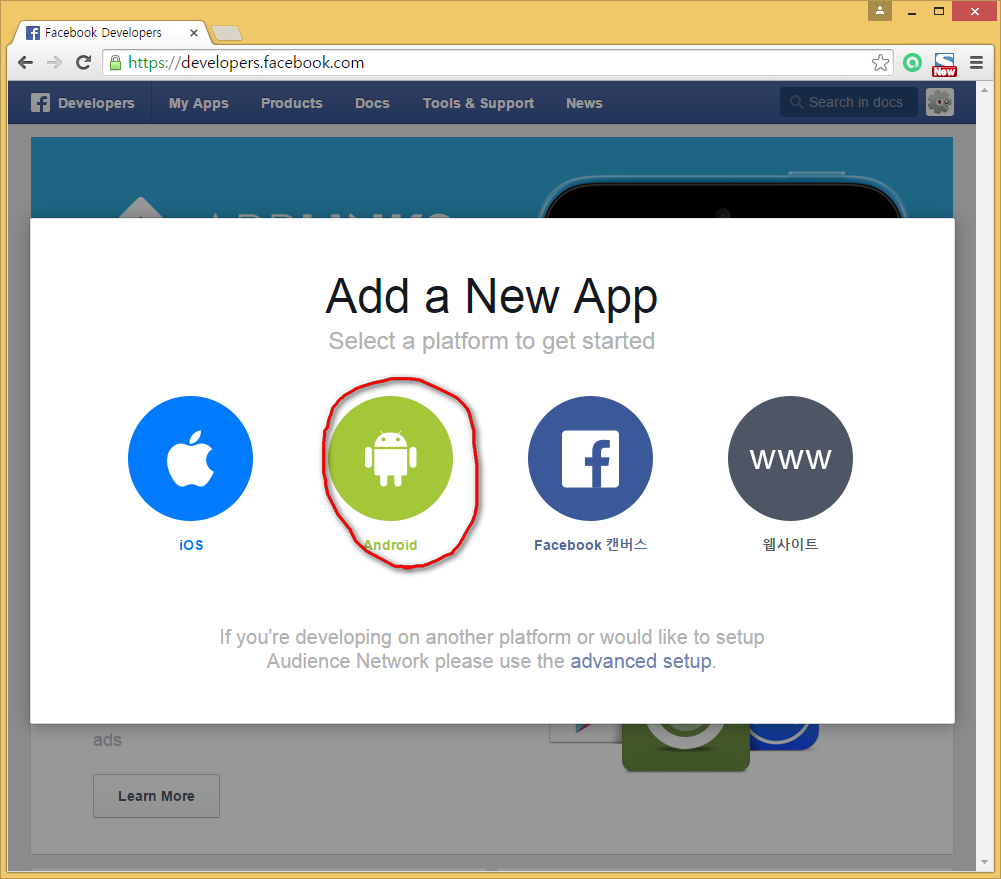 Facebook Developers
https://developers.facebook.com
New
Developers
My Apps
Products
Docs
Tools & Support
News
Search in docs
Add a New App
Select a platform to get started
www
iOS
Android
Facebook 캔버스
웹사이트
If you're developing on another platform or would like to setup
Audience Network please use the advanced setup.
ads
Learn More